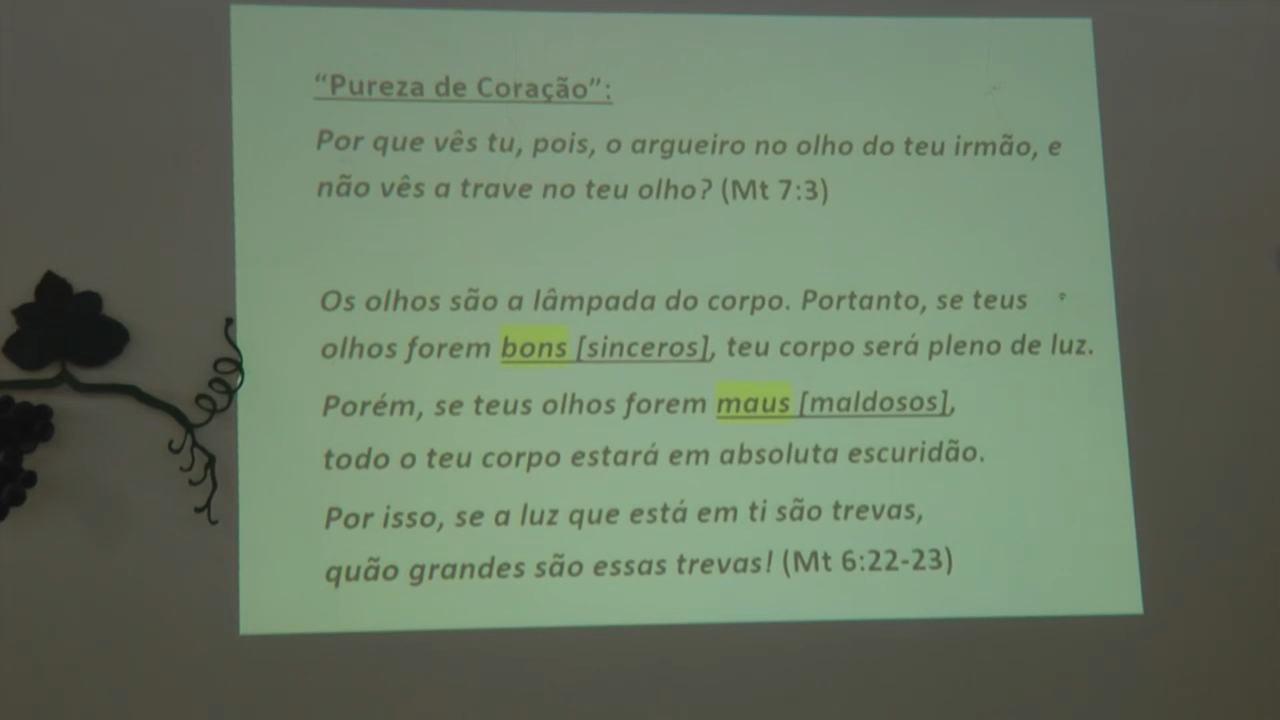 “Pureza de Coração”:
Por que vês tu, pois, o argueiro no olho do teu irmão, e
não vês a trave no teu olho? (Mt 7:3)
Os olhos são a lâmpada do corpo. Portanto, se teus
olhos forem bons [sinceros], teu corpo será pleno de luz.
Porém, se teus olhos forem maus [maldosos],
todo o teu corpo estará em absoluta escuridão.
Por isso, se a luz que está em ti são trevas,
quão grandes são essas trevas! (Mt 6:22-23)